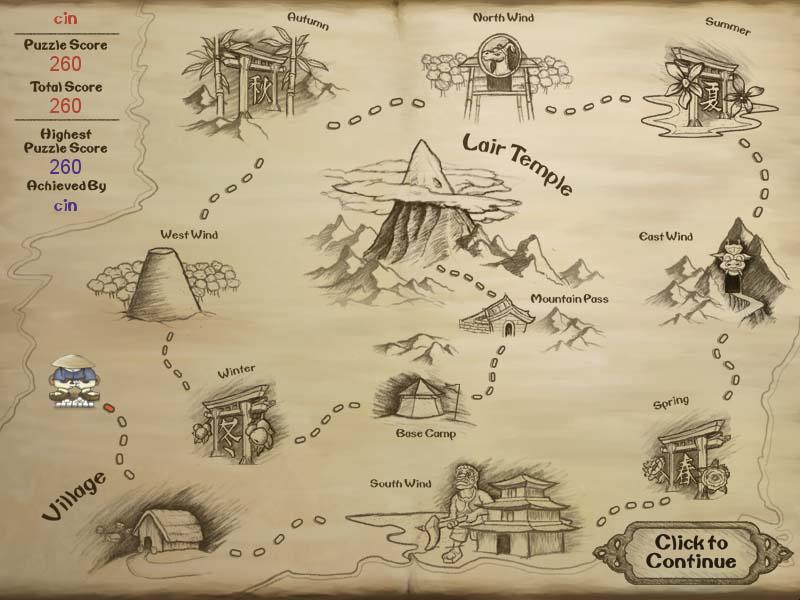 cin
Puzzle Score
260
Total Score
260
Highest
Puzzle Score
260
Achieved By
cin
Autumn
秋
North Wind
Summer
夏
Lair Temple
West Wind
East Wind
Mountain Pass
Winter
冬
Base Camp
Spring
春
Village
South Wind
Click to
Continue